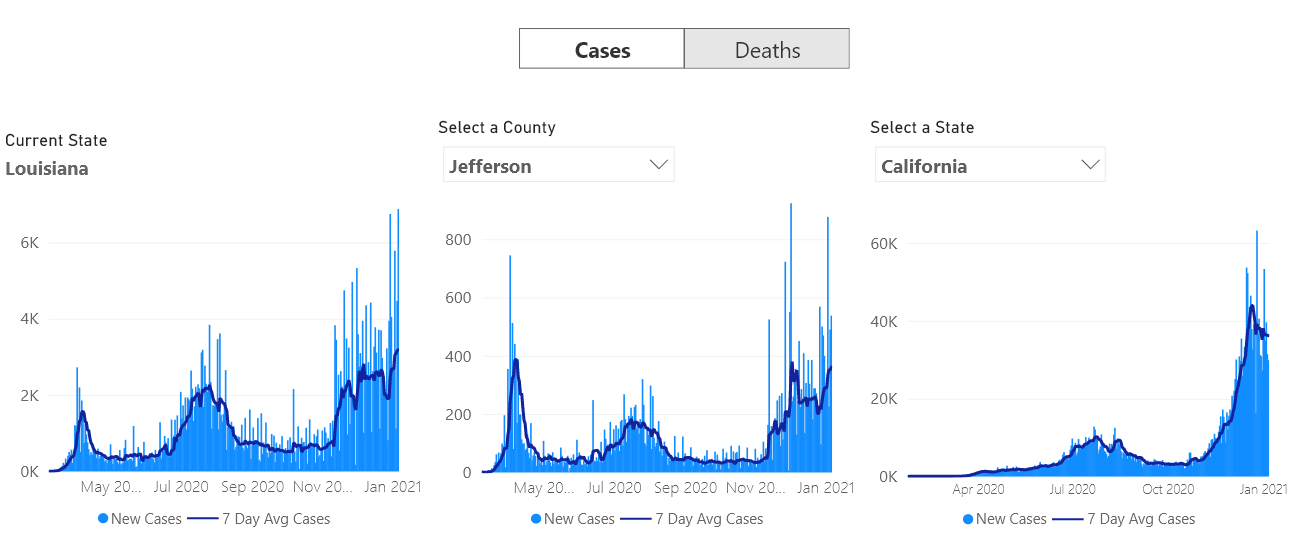 Cases Deaths
Current State
Louisiana
6K
4K
2K
0K
May 20... Jul 2020 Sep 2020 Nov 20... Jan 2021
New Cases 7 Day Avg Cases
Select a County
Jefferson
800
600
400
200
0
May 20... Jul 2020 Sep 2020 Nov 20... Jan 2021
New Cases 7 Day Avg Cases
Select a State
California
60K
40K
20K
0K
Apr 2020 Jul 2020 Oct 2020 Jan 2021
New Cases 7 Day Avg Cases